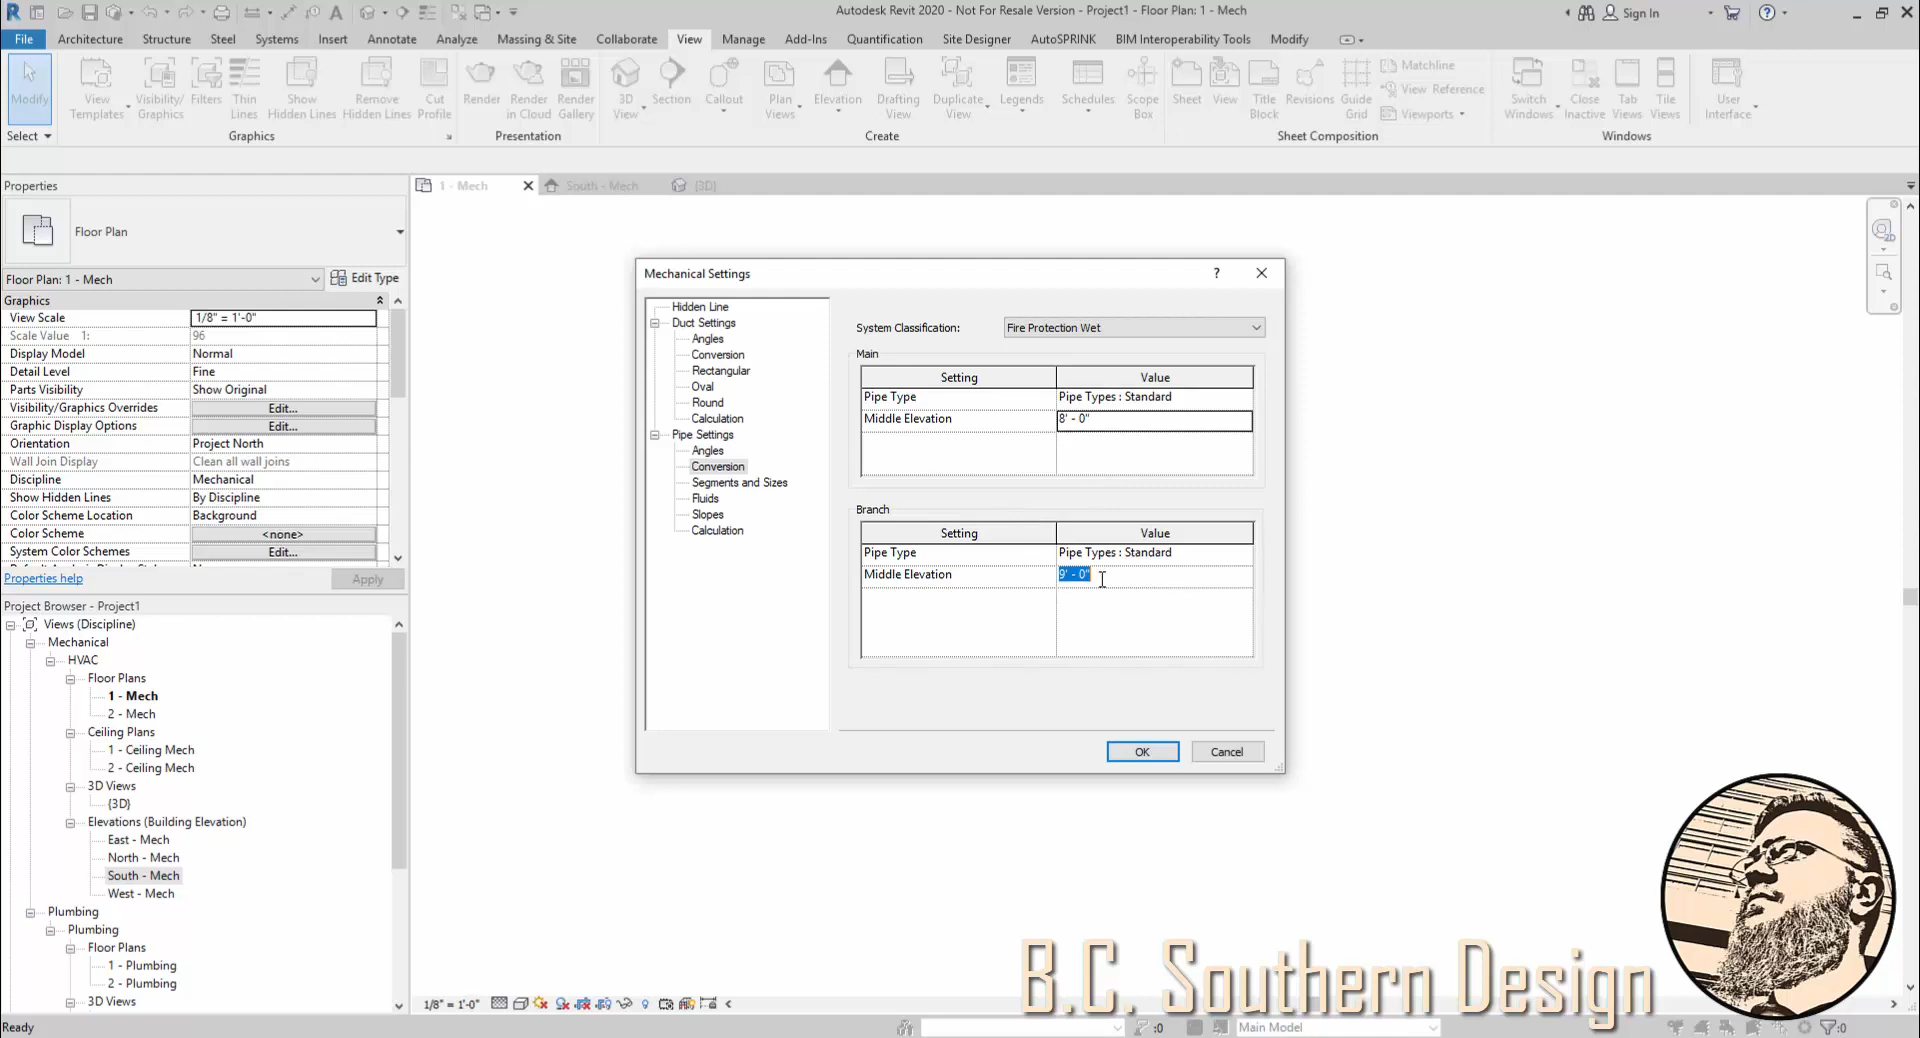 Autodesk Revit 2020 - Not For Resale Version - Project1 - Floor Plan: 1 - Mech
Sign In
File Architecture Structure Steel Systems Insert Annotate Analyze Massing & Site Collaborate View Manage Add-Ins Quantification Site Designer AutoSPRINK BIM Interoperability Tools Modify
Modify
View Templates
Visibility/ Graphics
Filters
Thin Lines
Show Hidden Lines
Remove Hidden Lines
Cut Profile
Render
Render in Cloud
Render Gallery
3D View
Section
Callout
Plan Views
Elevation
Drafting View
Duplicate View
Legends
Schedules
Scope Box
Sheet
View
Title Block
Revisions
Guide Grid
Matchline
View Reference
Viewports
Switch Windows
Close Inactive
Tab Views
Tile Views
User Interface
Select
Graphics
Presentation
Create
Sheet Composition
Windows
Properties
1 - Mech
South - Mech
{3D}
Floor Plan
Floor Plan: 1 - Mech
Edit Type
Graphics
View Scale 1/8" = 1'-0"
Scale Value 1: 96
Display Model Normal
Detail Level Fine
Parts Visibility Show Original
Visibility/Graphics Overrides Edit...
Graphic Display Options Edit...
Orientation Project North
Wall Join Display Clean all wall joins
Discipline Mechanical
Show Hidden Lines By Discipline
Color Scheme Location Background
Color Scheme <none>
System Color Schemes Edit...
Properties help
Apply
Project Browser - Project1
Views (Discipline)
Mechanical
HVAC
Floor Plans
1 - Mech
2 - Mech
Ceiling Plans
1 - Ceiling Mech
2 - Ceiling Mech
3D Views
{3D}
Elevations (Building Elevation)
East - Mech
North - Mech
South - Mech
West - Mech
Plumbing
Plumbing
Floor Plans
1 - Plumbing
2 - Plumbing
3D Views
Mechanical Settings
?
Hidden Line
Duct Settings
Angles
Conversion
Rectangular
Oval
Round
Calculation
Pipe Settings
Angles
Conversion
Segments and Sizes
Fluids
Slopes
Calculation
System Classification: Fire Protection Wet
Main
Setting Value
Pipe Type Pipe Types : Standard
Middle Elevation 8' - 0"
Branch
Setting Value
Pipe Type Pipe Types : Standard
Middle Elevation 9' - 0"
OK
Cancel
2D
B.C. Southern Design
1/8" = 1'-0"
Ready
:0
Main Model
:0